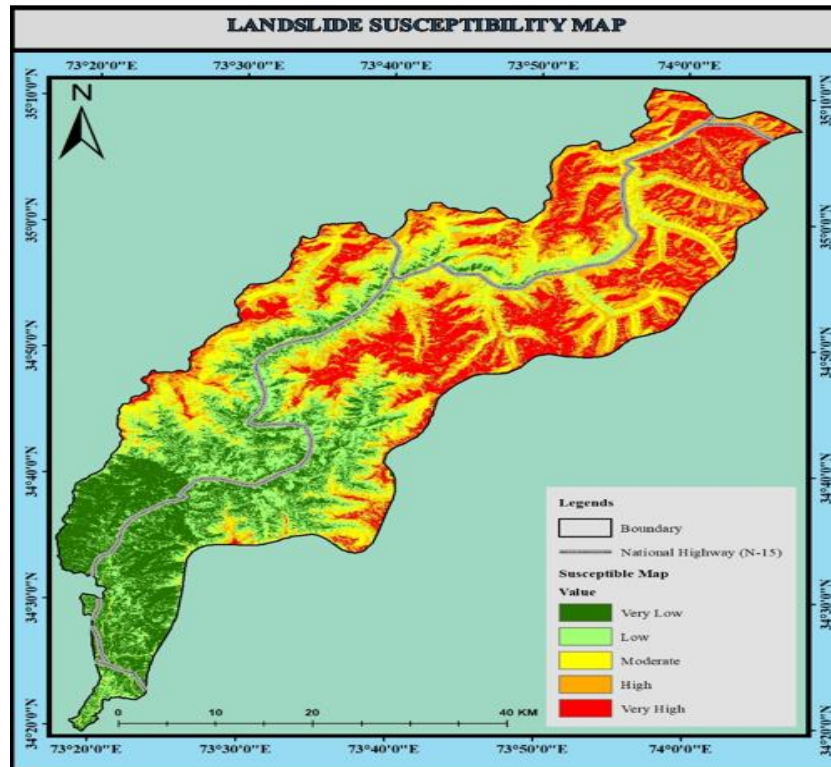 LANDSLIDE SUSCEPTIBILITY MAP
73°20'0"E 73°30'0"E 73°40'0"E 73°50'0"E 74°0'0"E
N
35°10'0"N 35°0'0"N 34°50'0"N 34°40'0"N 34°30'0"N 34°20'0"N
Legends
Boundary
National Highway (N-15)
Susceptible Map
Value
Very Low
Low
Moderate
High
Very High
0 10 20 40 KM
73°20'0"E 73°30'0"E 73°40'0"E 73°50'0"E 74°0'0"E